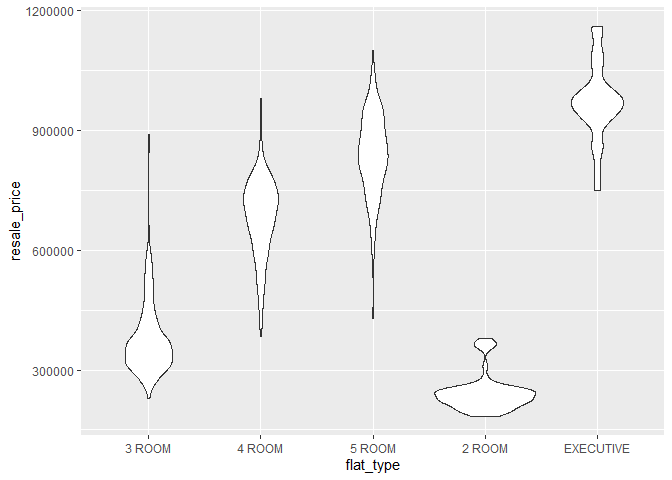 1200000
900000
600000
300000
resale_price
3 ROOM
4 ROOM
5 ROOM
2 ROOM
EXECUTIVE
flat_type